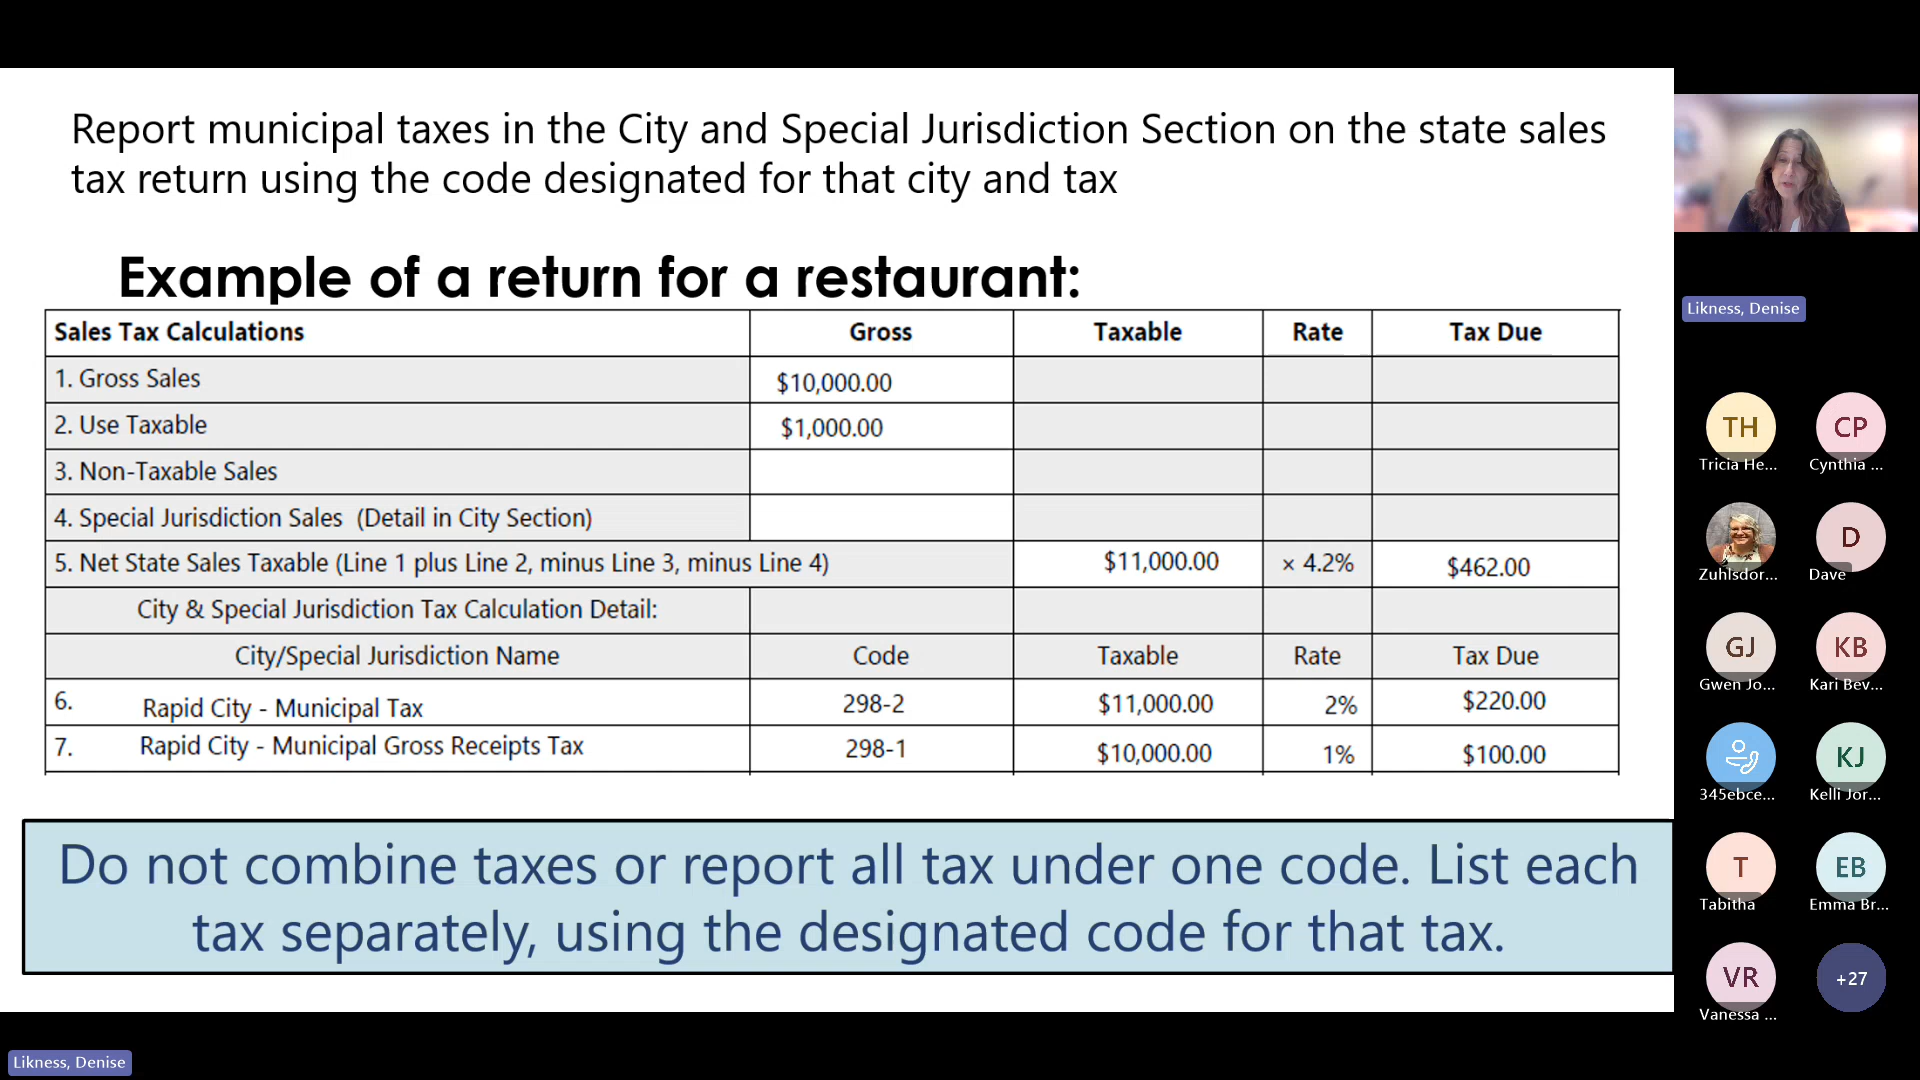 Report municipal taxes in the City and Special Jurisdiction Section on the state sales
tax return using the code designated for that city and tax
Example of a return for a restaurant:
Sales Tax Calculations Gross Taxable Rate Tax Due
1. Gross Sales $10,000.00
2. Use Taxable $1,000.00
3. Non-Taxable Sales
4. Special Jurisdiction Sales (Detail in City Section)
5. Net State Sales Taxable (Line 1 plus Line 2, minus Line 3, minus Line 4) $11,000.00 × 4.2% $462.00
City & Special Jurisdiction Tax Calculation Detail:
City/Special Jurisdiction Name Code Taxable Rate Tax Due
6. Rapid City - Municipal Tax 298-2 $11,000.00 2% $220.00
7. Rapid City - Municipal Gross Receipts Tax 298-1 $10,000.00 1% $100.00
Do not combine taxes or report all tax under one code. List each
tax separately, using the designated code for that tax.
Likness, Denise
Likness, Denise
TH CP
Tricia He... Cynthia ...
D
Zuhlsdor... Dave
GJ KB
Gwen Jo... Kari Bev...
KJ
345ebce... Kelli Jor...
T EB
Tabitha Emma Br...
VR +27
Vanessa ...